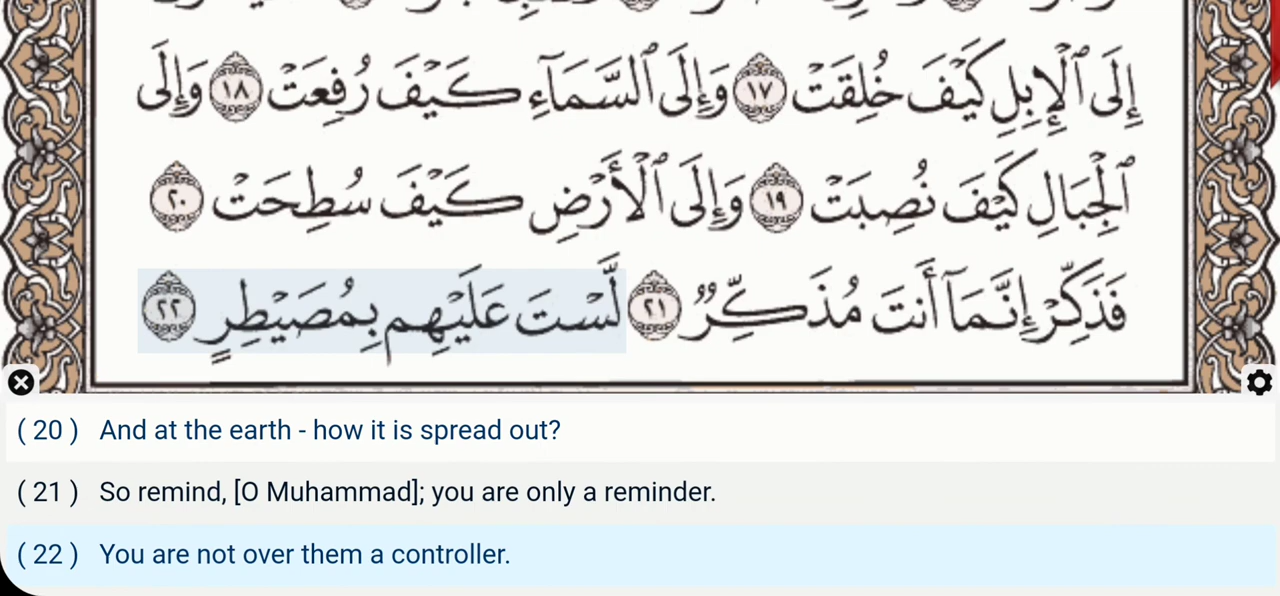 إِلَى ٱلْإِبِلِ كَيْفَ خُلِقَتْ ١٧ وَإِلَى ٱلسَّمَآءِ كَيْفَ رُفِعَتْ ١٨ وَإِلَى
ٱلْجِبَالِ كَيْفَ نُصِبَتْ ١٩ وَإِلَى ٱلْأَرْضِ كَيْفَ سُطِحَتْ ٢٠
فَذَكِّرْ إِنَّمَآ أَنتَ مُذَكِّرٌ ٢١ لَّسْتَ عَلَيْهِم بِمُصَيْطِرٍ ٢٢
( 20 ) And at the earth - how it is spread out?
( 21 ) So remind, [O Muhammad]; you are only a reminder.
( 22 ) You are not over them a controller.